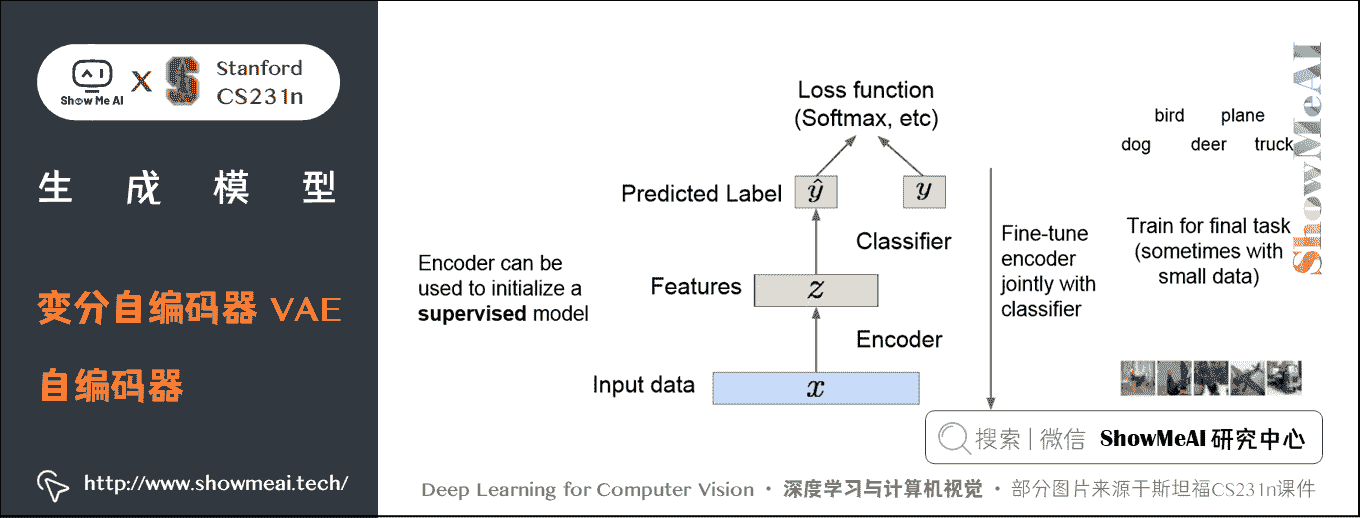 Show Me AI
X
Stanford
CS231n
生成模型
变分自编码器 VAE
自编码器
http://www.showmeai.tech/
Loss function
(Softmax, etc)
Predicted Label
ŷ
y
Classifier
Encoder can be
used to initialize a
supervised model
Features
z
Encoder
Input data
x
Fine-tune
encoder
jointly with
classifier
bird plane
dog deer truck
Train for final task
(sometimes with
small data)
ShowMeAI
搜索 | 微信 ShowMeAI 研究中心
Deep Learning for Computer Vision · 深度学习与计算机视觉 · 部分图片来源于斯坦福CS231n课件